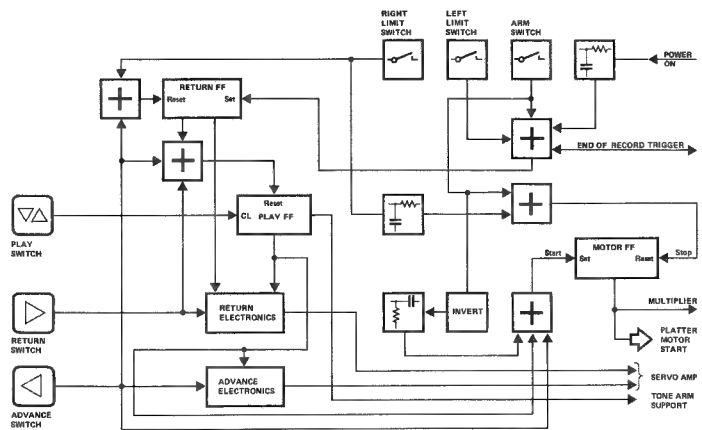 RIGHT
LIMIT
SWITCH
LEFT
LIMIT
SWITCH
ARM
SWITCH
POWER
ON
RETURN FF
Reset
Set
END OF RECORD TRIGGER
Reset
CL
PLAY FF
PLAY
SWITCH
MOTOR FF
Start
Set
Reset
Stop
RETURN
ELECTRONICS
INVERT
MULTIPLIER
PLATTER
MOTOR
START
RETURN
SWITCH
ADVANCE
ELECTRONICS
SERVO AMP
TONE ARM
SUPPORT
ADVANCE
SWITCH